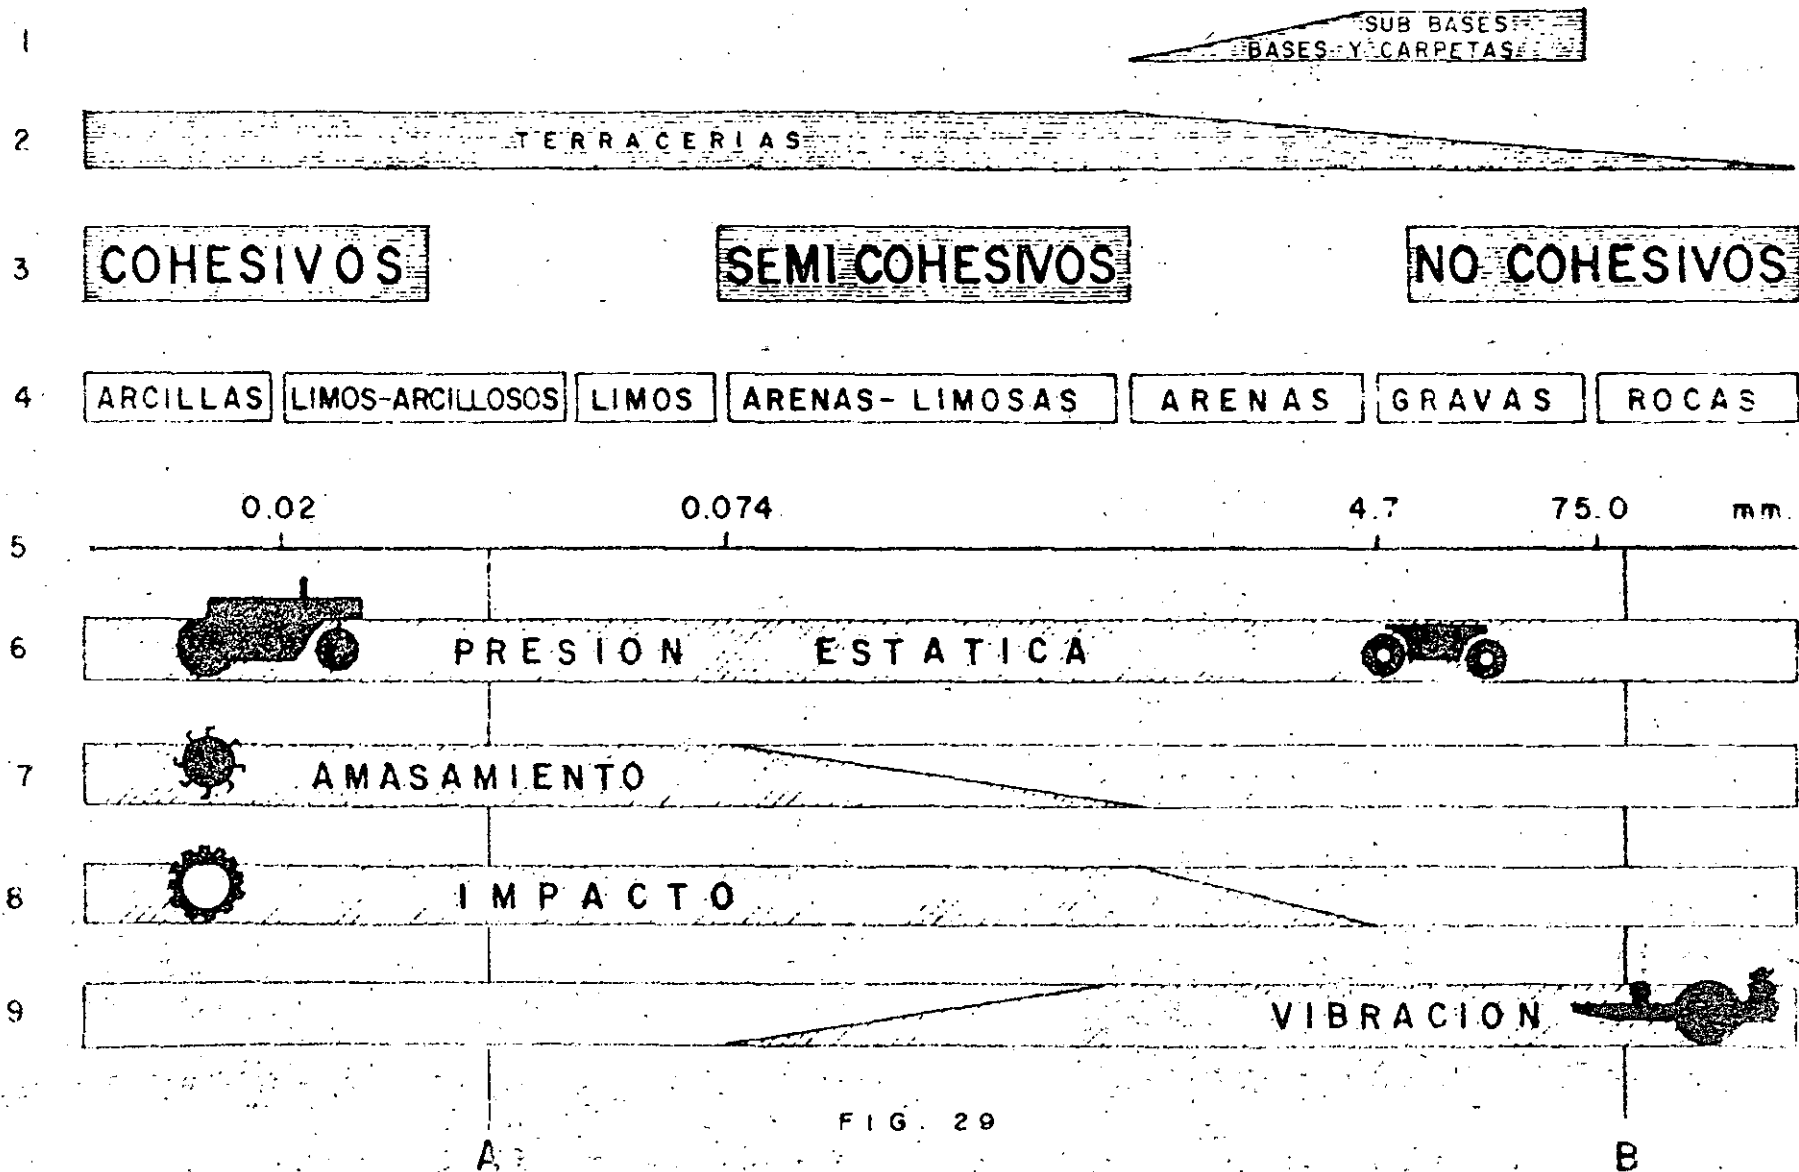 1 SUB BASES
BASES Y CARPETAS
2 TERRACERIAS
3 COHESIVOS SEMI COHESIVOS NO COHESIVOS
4 ARCILLAS LIMOS-ARCILLOSOS LIMOS ARENAS-LIMOSAS ARENAS GRAVAS ROCAS
0.02 0.074 4.7 75.0 mm.
5
6 PRESION ESTATICA
7 AMASAMIENTO
8 IMPACTO
9 VIBRACION
FIG. 29
A B